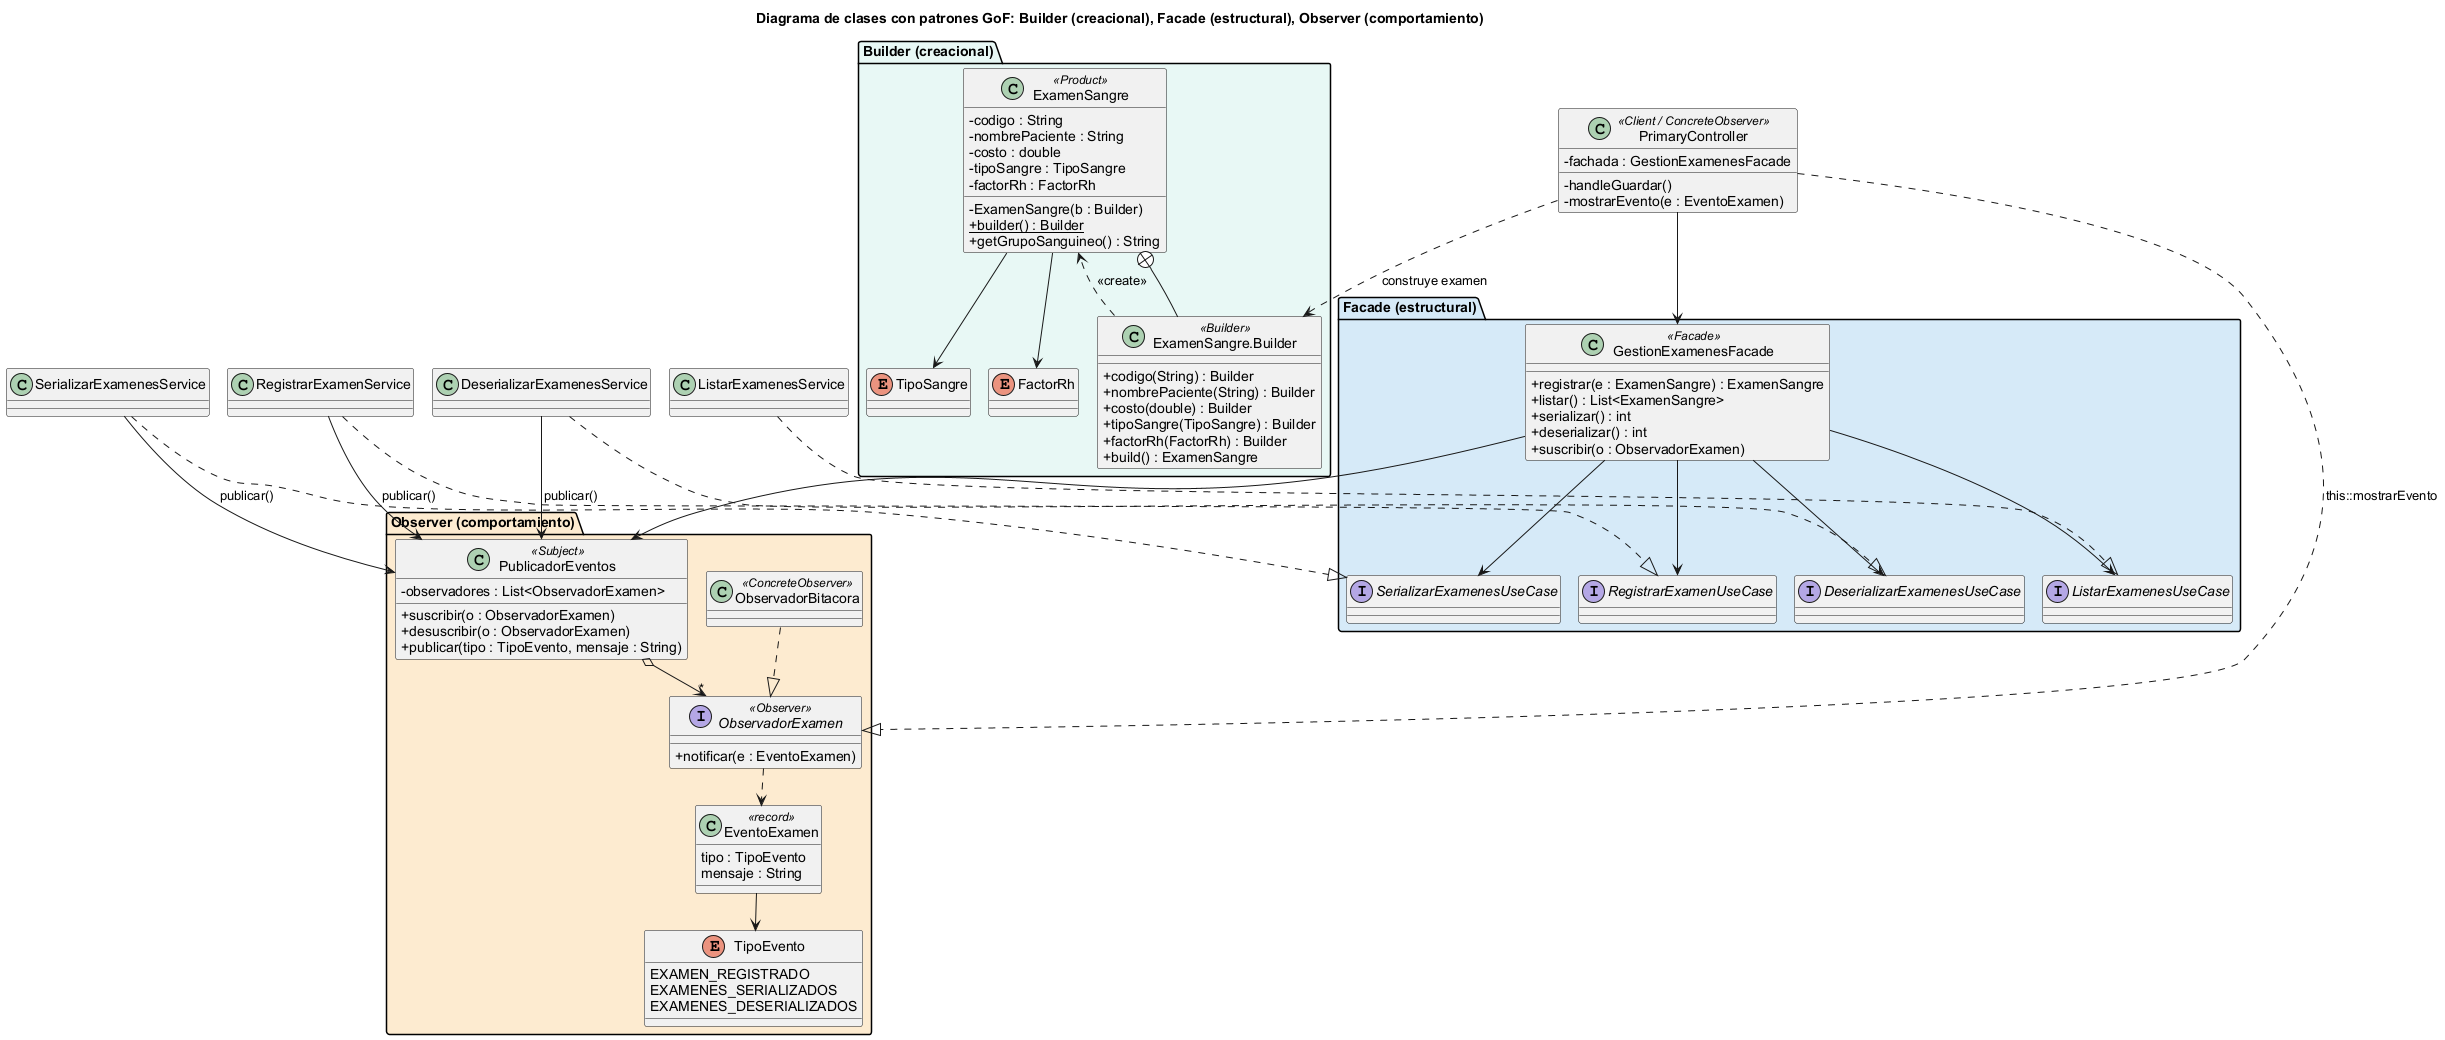 Diagrama de clases con patrones GoF: Builder (creacional), Facade (estructural), Observer (comportamiento)
Builder (creacional)
«Product»
C
ExamenSangre
-codigo : String
-nombrePaciente : String
-costo : double
-tipoSangre : TipoSangre
-factorRh : FactorRh
-ExamenSangre(b : Builder)
+builder() : Builder
+getGrupoSanguineo() : String
«create»
E TipoSangre
E FactorRh
«Builder»
C
ExamenSangre.Builder
+codigo(String) : Builder
+nombrePaciente(String) : Builder
+costo(double) : Builder
+tipoSangre(TipoSangre) : Builder
+factorRh(FactorRh) : Builder
+build() : ExamenSangre
«Client / ConcreteObserver»
C
PrimaryController
-fachada : GestionExamenesFacade
-handleGuardar()
-mostrarEvento(e : EventoExamen)
construye examen
this::mostrarEvento
Facade (estructural)
«Facade»
C
GestionExamenesFacade
+registrar(e : ExamenSangre) : ExamenSangre
+listar() : List<ExamenSangre>
+serializar() : int
+deserializar() : int
+suscribir(o : ObservadorExamen)
I SerializarExamenesUseCase
I RegistrarExamenUseCase
I DeserializarExamenesUseCase
I ListarExamenesUseCase
C SerializarExamenesService
C RegistrarExamenService
C DeserializarExamenesService
C ListarExamenesService
publicar()
publicar()
publicar()
Observer (comportamiento)
«Subject»
C
PublicadorEventos
-observadores : List<ObservadorExamen>
+suscribir(o : ObservadorExamen)
+desuscribir(o : ObservadorExamen)
+publicar(tipo : TipoEvento, mensaje : String)
«ConcreteObserver»
C
ObservadorBitacora
*
«Observer»
I
ObservadorExamen
+notificar(e : EventoExamen)
«record»
C
EventoExamen
tipo : TipoEvento
mensaje : String
E TipoEvento
EXAMEN_REGISTRADO
EXAMENES_SERIALIZADOS
EXAMENES_DESERIALIZADOS